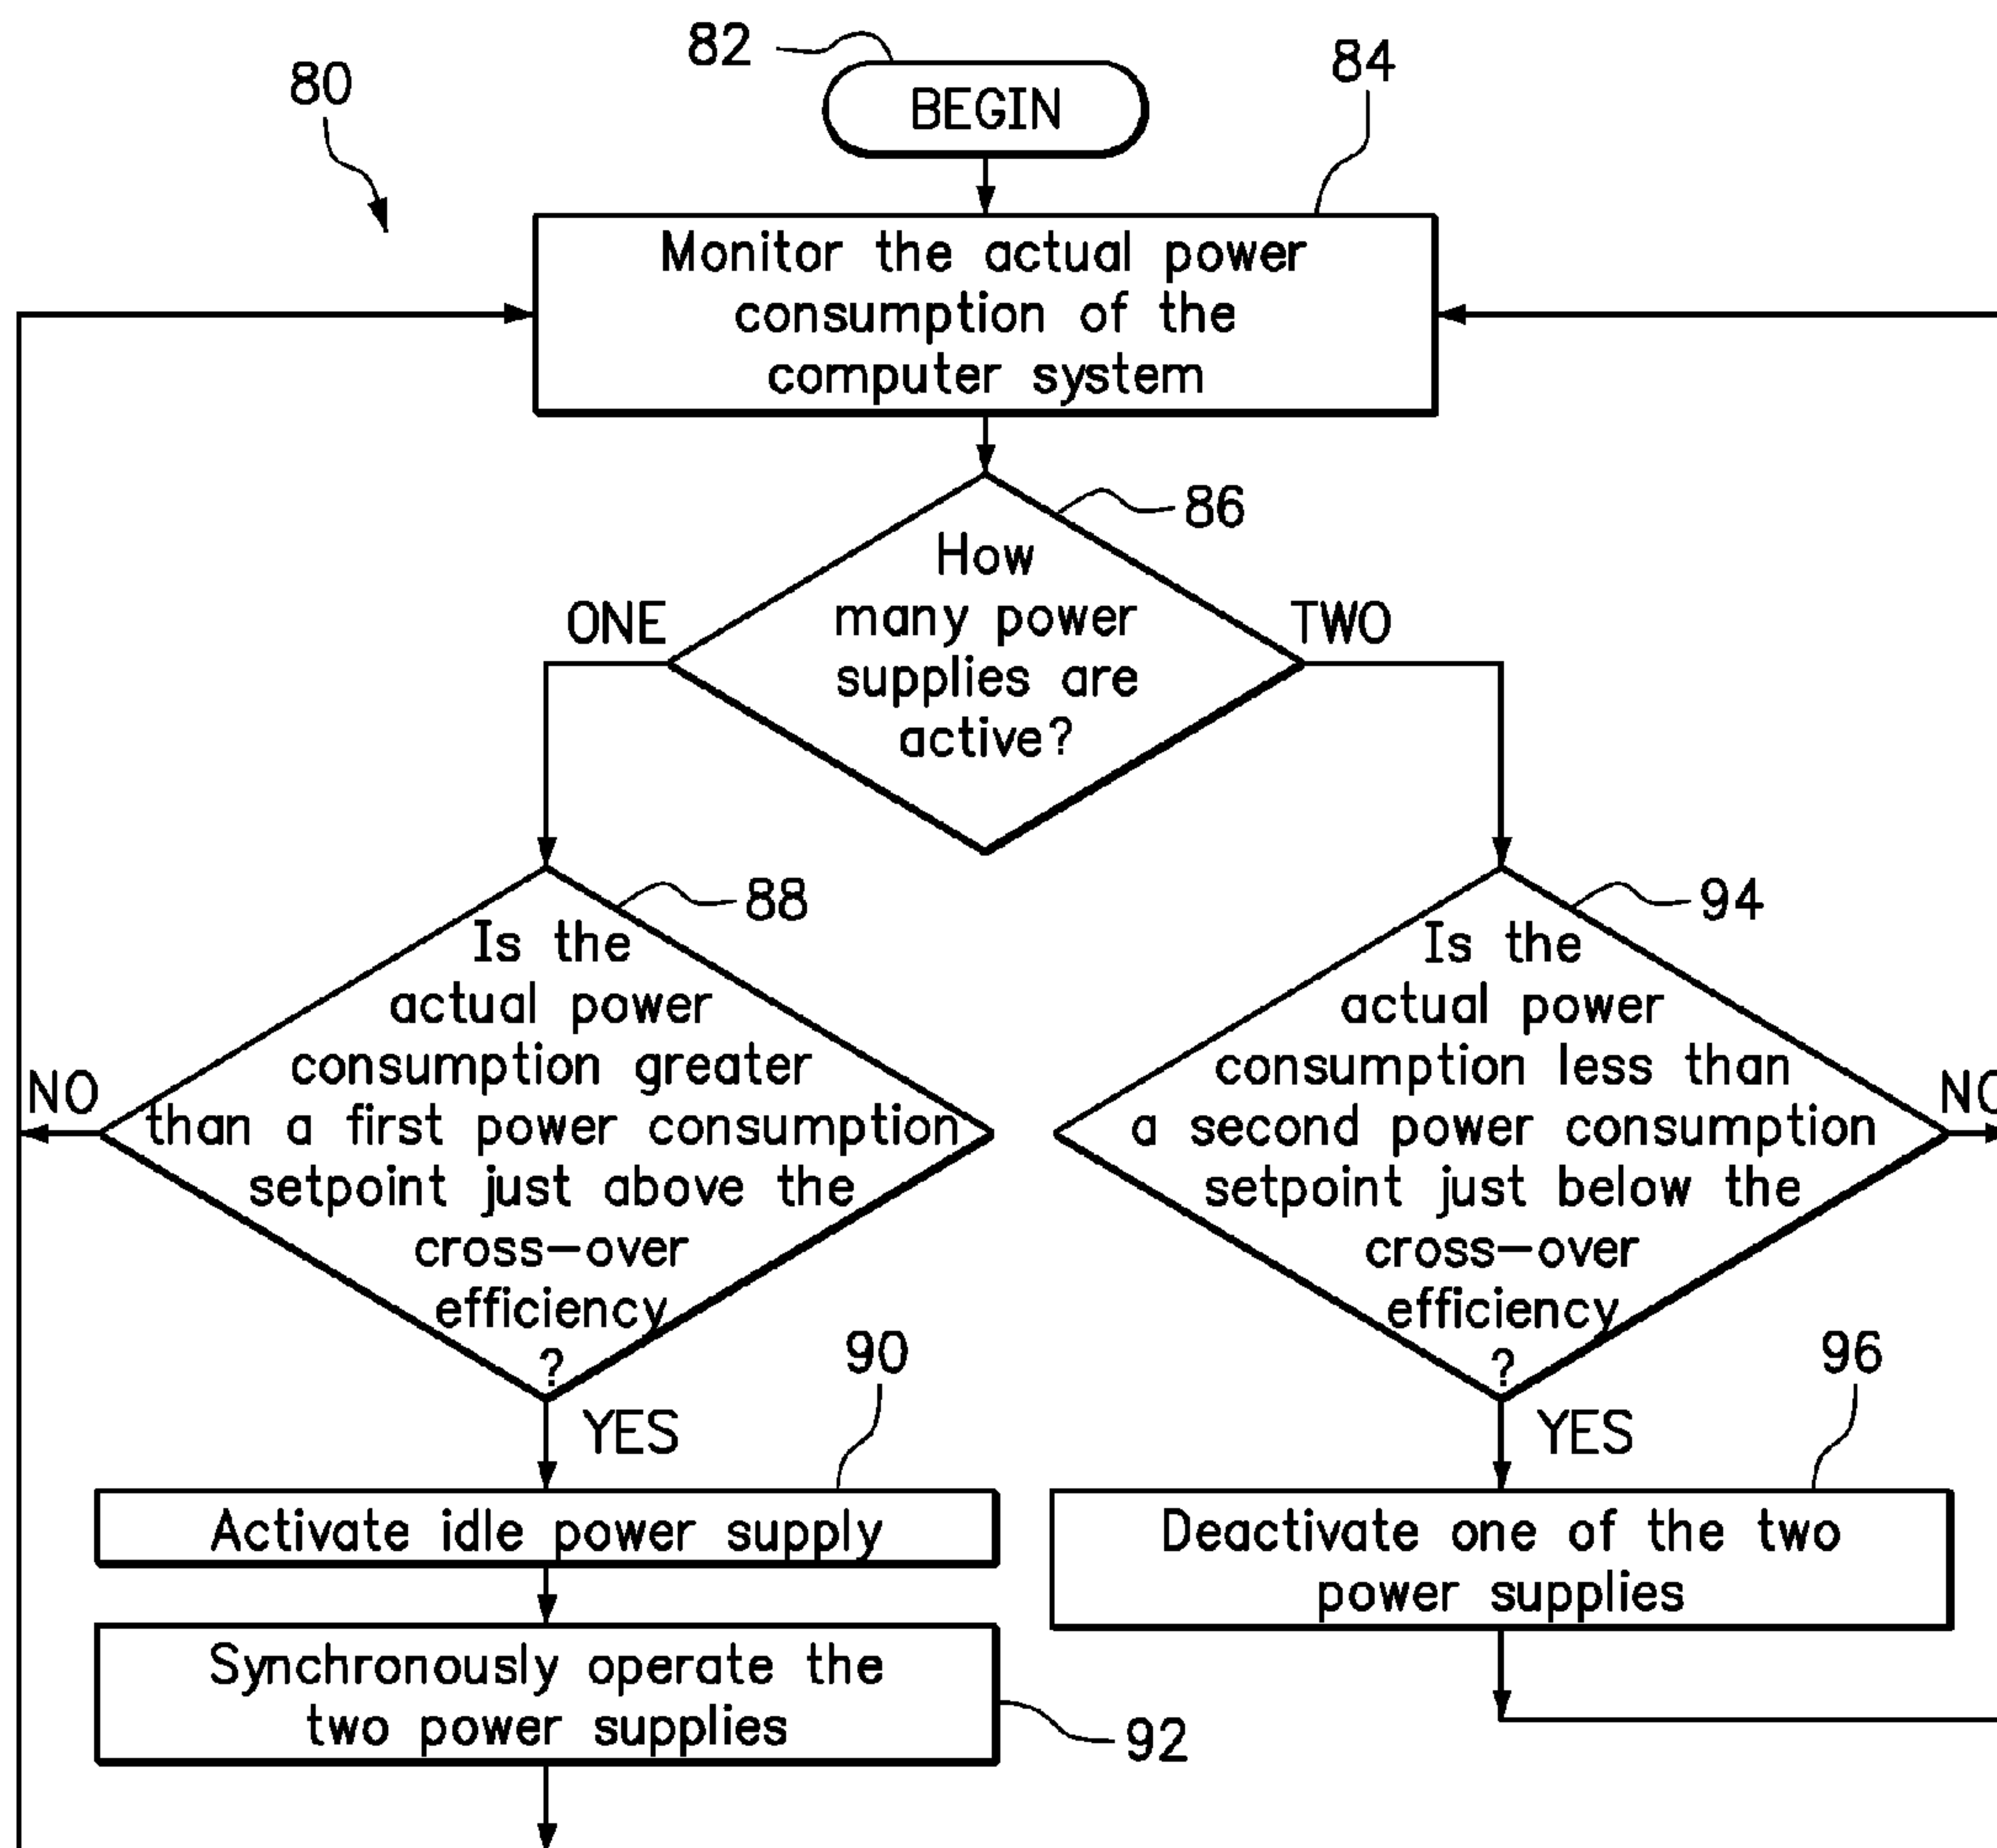 82
BEGIN
84
80
Monitor the actual power
consumption of the
computer system
86
How
many power
supplies are
active?
ONE
TWO
88
Is the
actual power
consumption greater
than a first power consumption
setpoint just above the
cross-over
efficiency
?
NO
YES
94
Is the
actual power
consumption less than
a second power consumption
setpoint just below the
cross-over
efficiency
?
NO
YES
90
Activate idle power supply
Synchronously operate the
two power supplies
92
96
Deactivate one of the two
power supplies